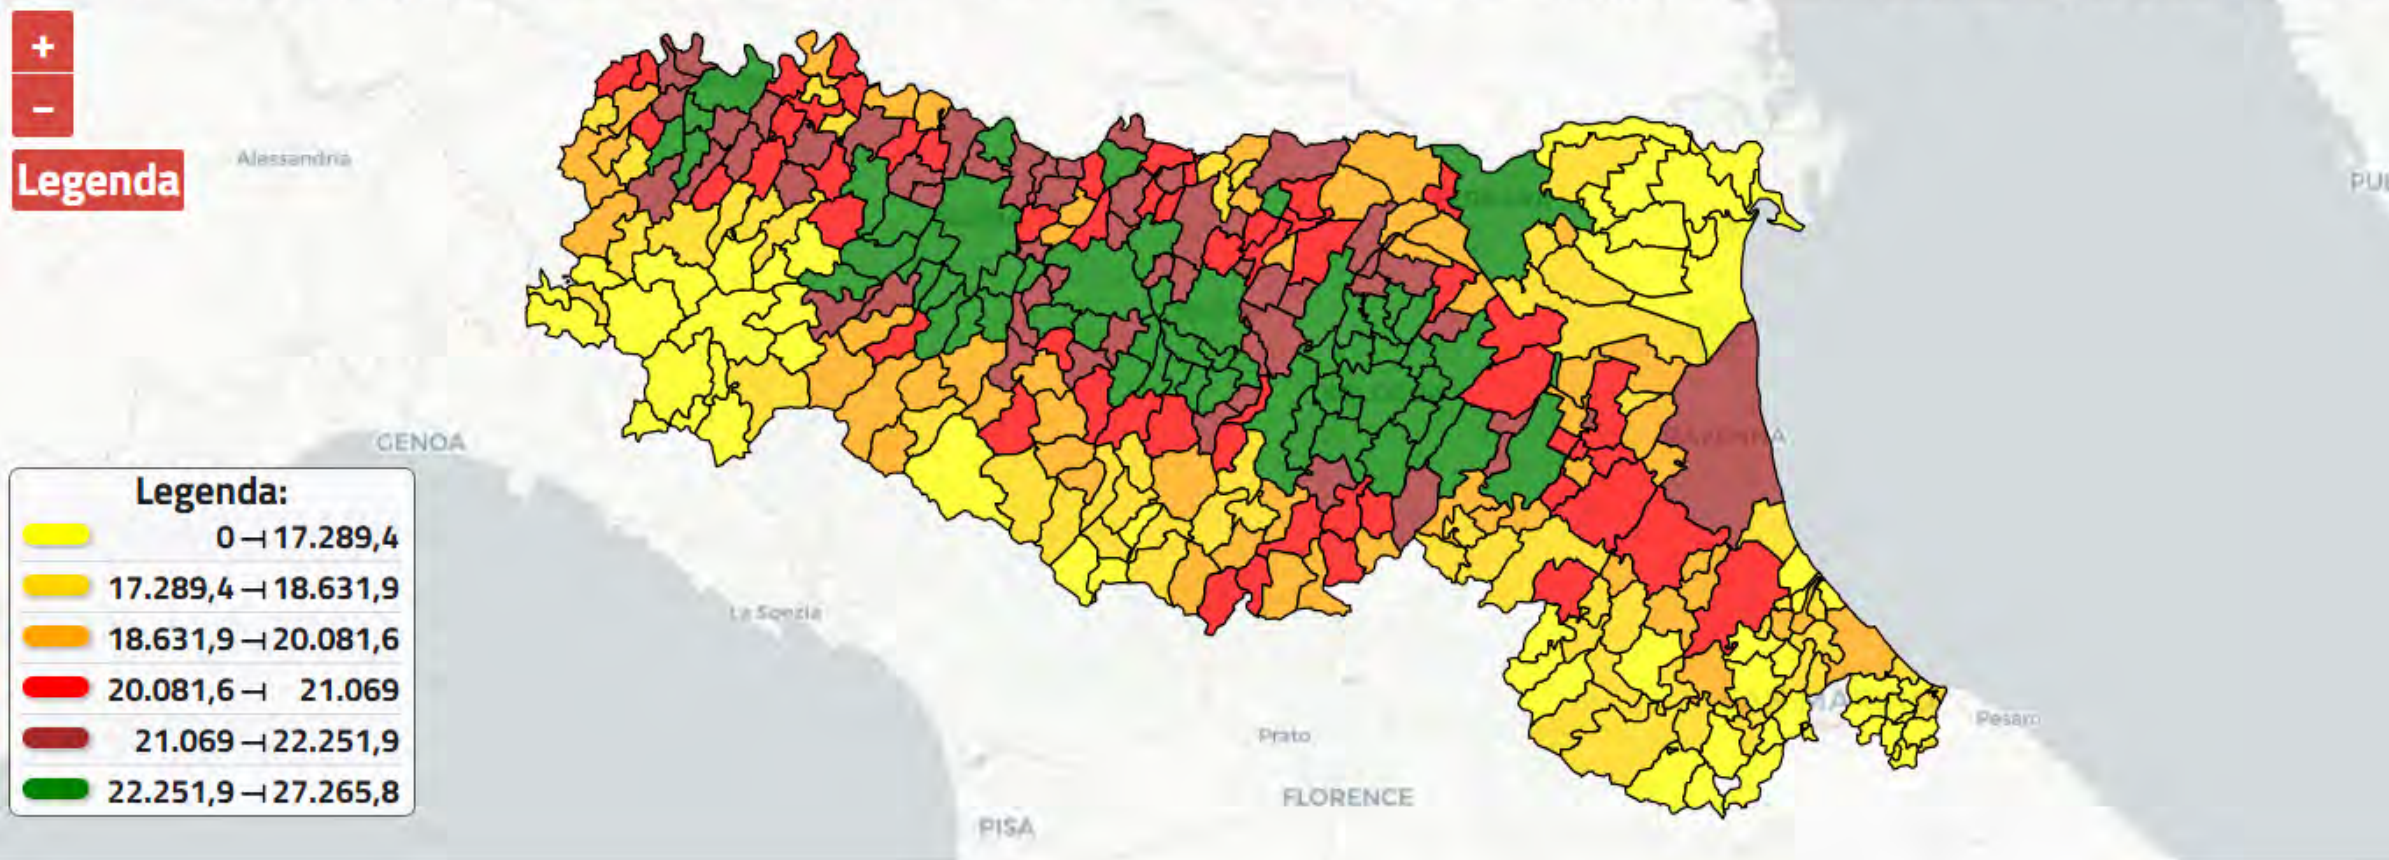 +
−
Legenda
Alessandria
PUL
GENOA
RAVENNA
La Spezia
Pesaro
Prato
FLORENCE
PISA
Legenda:
0 ⊣ 17.289,4
17.289,4 ⊣ 18.631,9
18.631,9 ⊣ 20.081,6
20.081,6 ⊣ 21.069
21.069 ⊣ 22.251,9
22.251,9 ⊣ 27.265,8